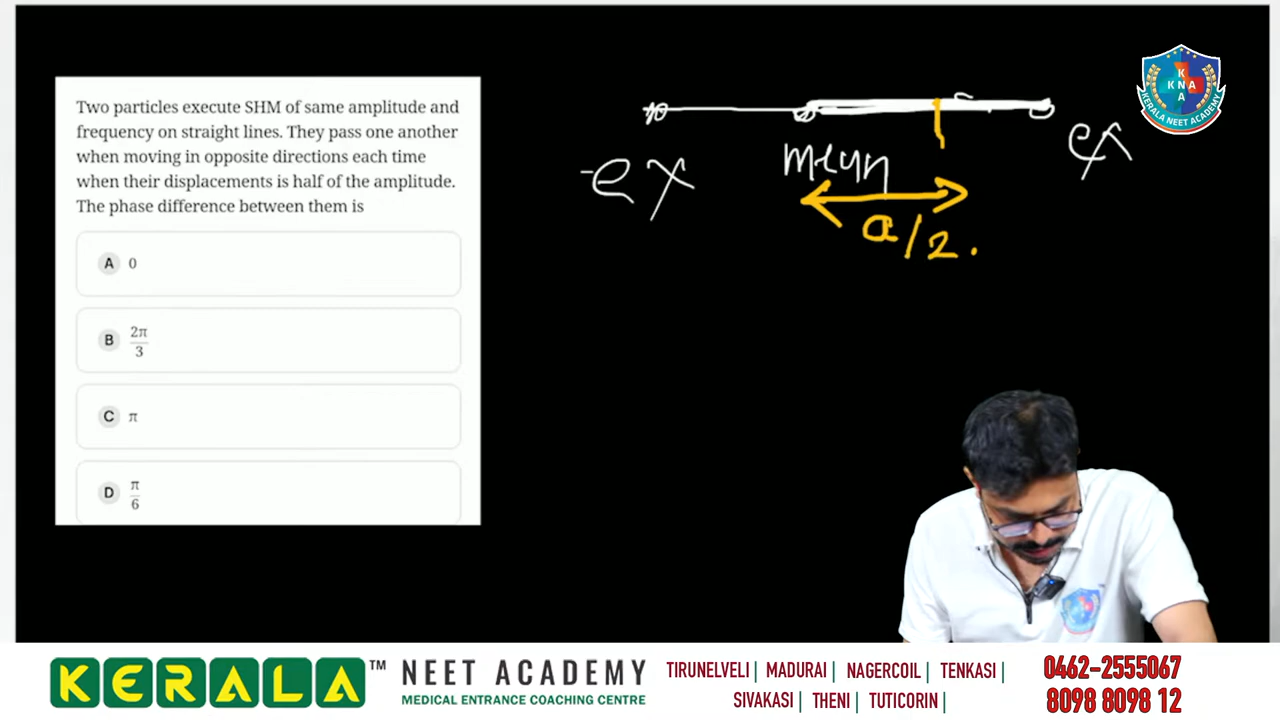 Two particles execute SHM of same amplitude and
frequency on straight lines. They pass one another
when moving in opposite directions each time
when their displacements is half of the amplitude.
The phase difference between them is
A 0
B 2π/3
C π
D π/6
-ex
mean
ex
a/2.
K
KNA
A
KERALA NEET ACADEMY
KERALA™ NEET ACADEMY
MEDICAL ENTRANCE COACHING CENTRE
TIRUNELVELI | MADURAI | NAGERCOIL | TENKASI |
SIVAKASI | THENI | TUTICORIN |
0462-2555067
8098 8098 12